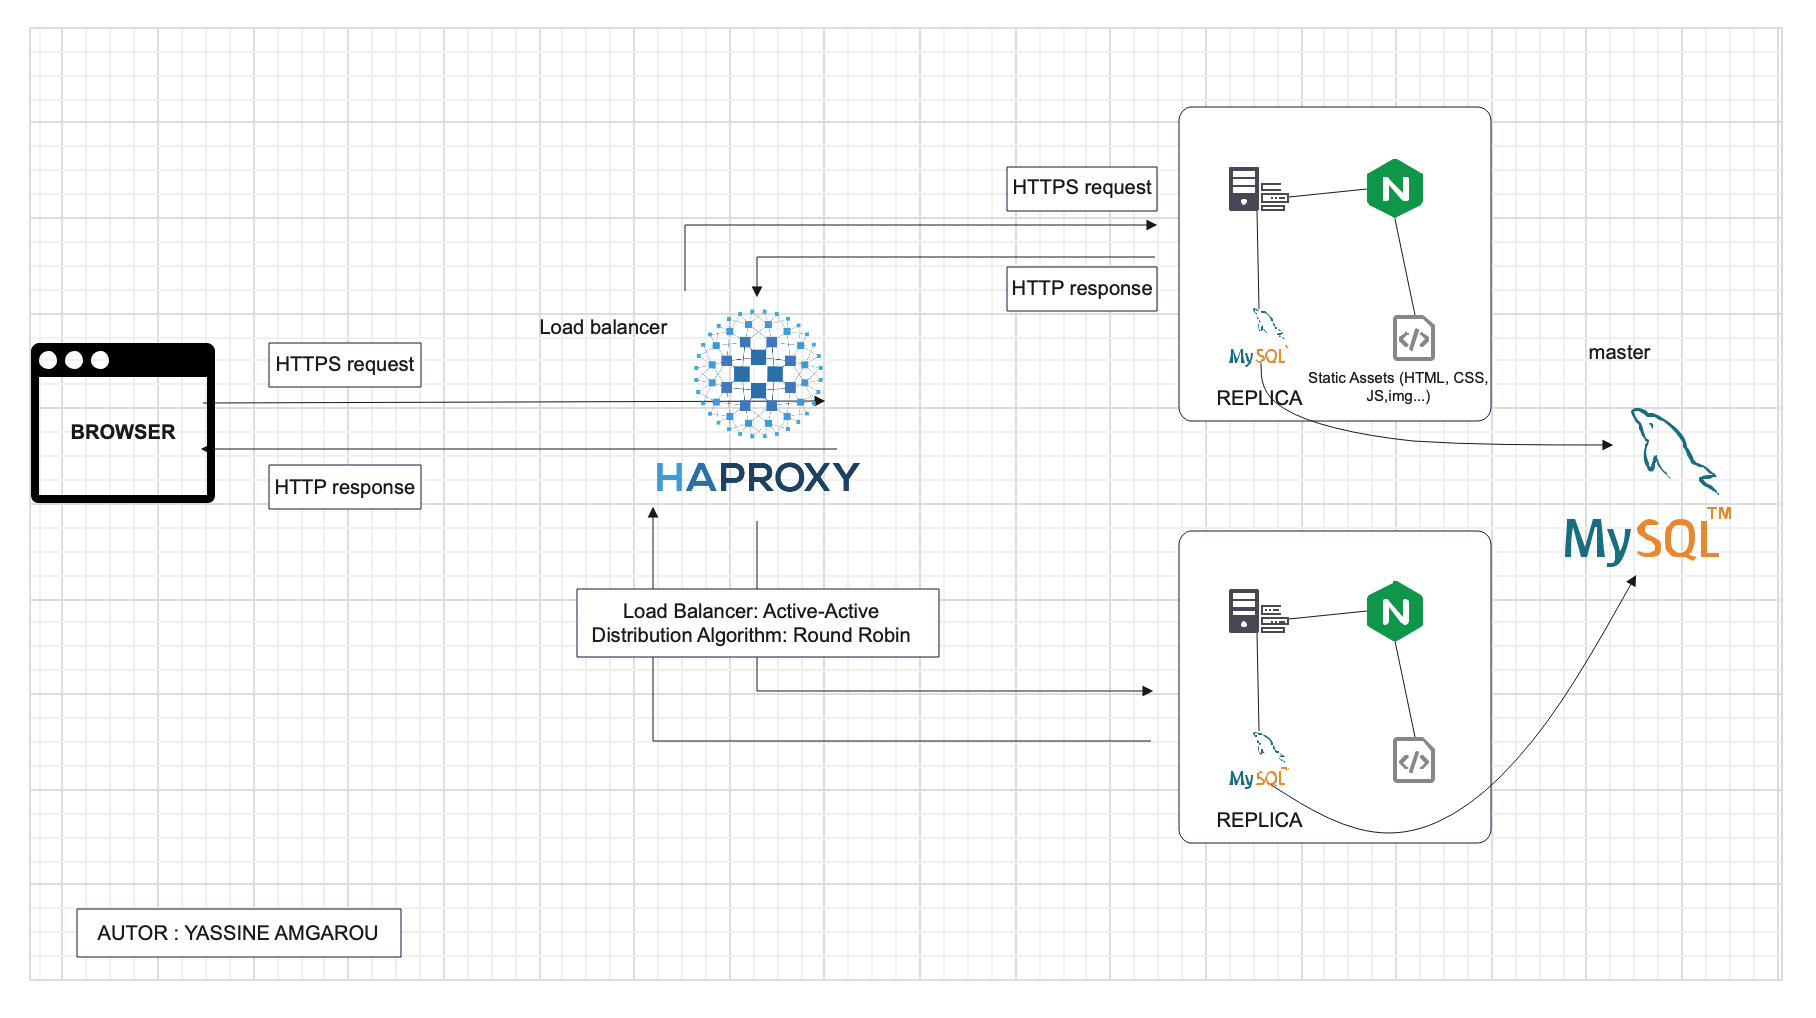 HTTPS request
HTTP response
Load balancer
HTTPS request
BROWSER
HTTP response
HAPROXY
Load Balancer: Active-Active
Distribution Algorithm: Round Robin
MySQL
REPLICA
Static Assets (HTML, CSS,
JS,img...)
master
MySQL™
MySQL
REPLICA
AUTOR : YASSINE AMGAROU